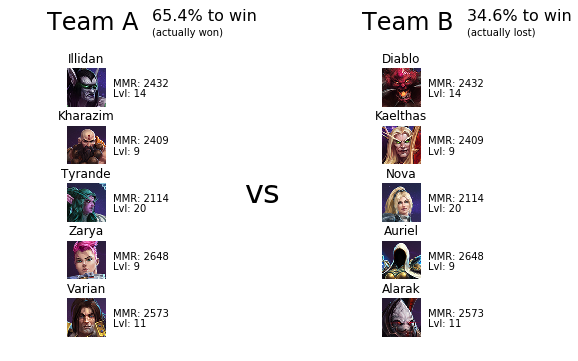 Team A 65.4% to win
(actually won)
Illidan
MMR: 2432
Lvl: 14
Kharazim
MMR: 2409
Lvl: 9
Tyrande
MMR: 2114
Lvl: 20
Zarya
MMR: 2648
Lvl: 9
Varian
MMR: 2573
Lvl: 11
vs
Team B 34.6% to win
(actually lost)
Diablo
MMR: 2432
Lvl: 14
Kaelthas
MMR: 2409
Lvl: 9
Nova
MMR: 2114
Lvl: 20
Auriel
MMR: 2648
Lvl: 9
Alarak
MMR: 2573
Lvl: 11